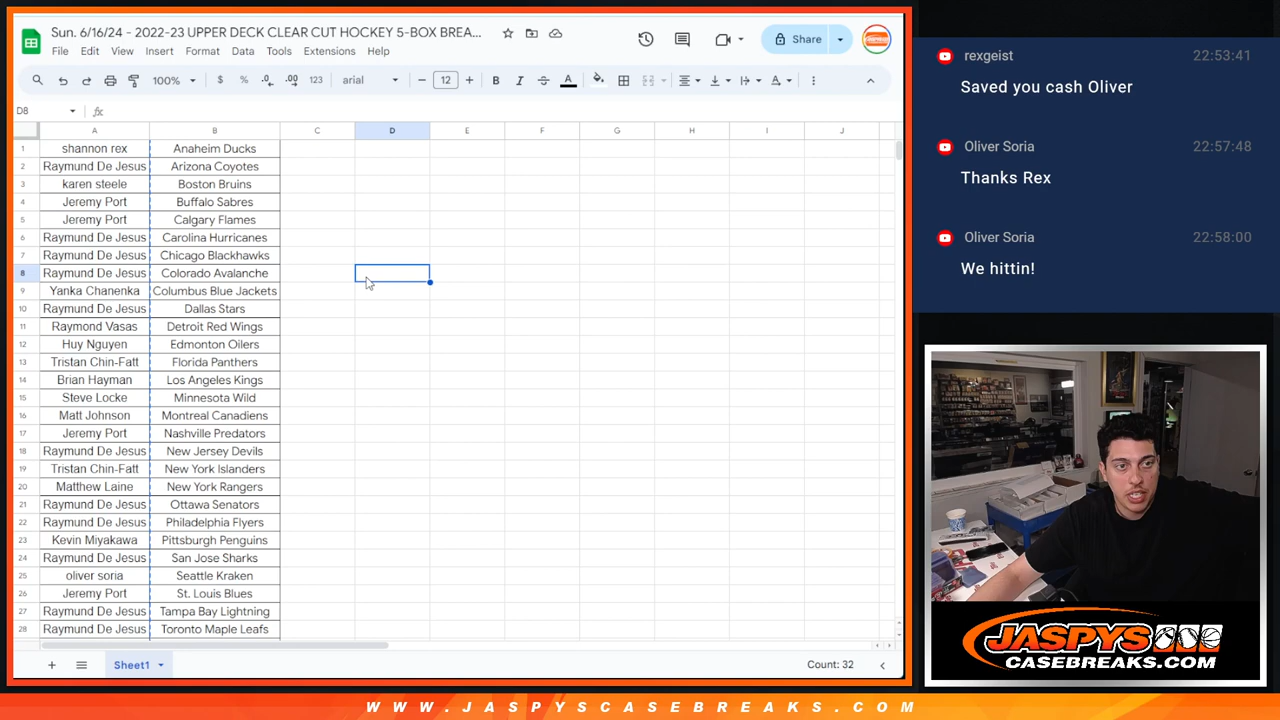 Sun. 6/16/24 - 2022-23 UPPER DECK CLEAR CUT HOCKEY 5-BOX BREA...
File Edit View Insert Format Data Tools Extensions Help
Share
100% $ % .0 .00 123 arial 12 B I S A
D8 fx
A B C D E F G H I J
1 shannon rex Anaheim Ducks
2 Raymund De Jesus Arizona Coyotes
3 karen steele Boston Bruins
4 Jeremy Port Buffalo Sabres
5 Jeremy Port Calgary Flames
6 Raymund De Jesus Carolina Hurricanes
7 Raymund De Jesus Chicago Blackhawks
8 Raymund De Jesus Colorado Avalanche
9 Yanka Chanenka Columbus Blue Jackets
10 Raymund De Jesus Dallas Stars
11 Raymond Vasas Detroit Red Wings
12 Huy Nguyen Edmonton Oilers
13 Tristan Chin-Fatt Florida Panthers
14 Brian Hayman Los Angeles Kings
15 Steve Locke Minnesota Wild
16 Matt Johnson Montreal Canadiens
17 Jeremy Port Nashville Predators
18 Raymund De Jesus New Jersey Devils
19 Tristan Chin-Fatt New York Islanders
20 Matthew Laine New York Rangers
21 Raymund De Jesus Ottawa Senators
22 Raymund De Jesus Philadelphia Flyers
23 Kevin Miyakawa Pittsburgh Penguins
24 Raymund De Jesus San Jose Sharks
25 oliver soria Seattle Kraken
26 Jeremy Port St. Louis Blues
27 Raymund De Jesus Tampa Bay Lightning
28 Raymund De Jesus Toronto Maple Leafs
Sheet1
Count: 32
rexgeist 22:53:41
Saved you cash Oliver
Oliver Soria 22:57:48
Thanks Rex
Oliver Soria 22:58:00
We hittin!
JASPYS
CASEBREAKS.COM
WWW.JASPYSCASEBREAKS.COM